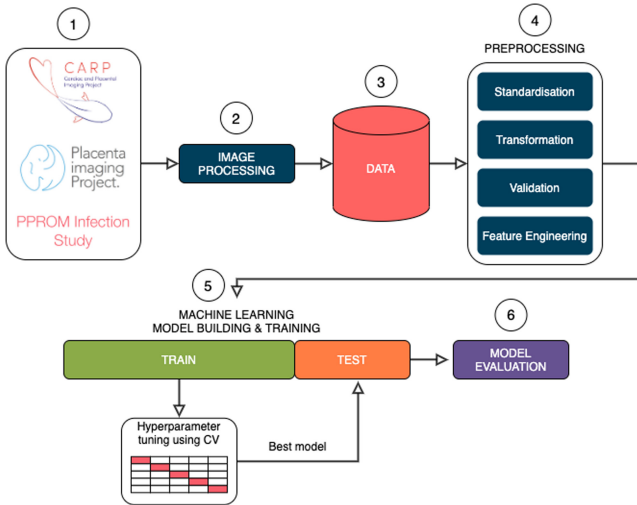 1
CARP
Cardiac and Placental
Imaging Project
Placenta
imaging
Project.
PPROM Infection
Study
2
IMAGE
PROCESSING
3
DATA
4
PREPROCESSING
Standardisation
Transformation
Validation
Feature Engineering
5
MACHINE LEARNING
MODEL BUILDING & TRAINING
TRAIN
TEST
6
MODEL
EVALUATION
Hyperparameter
tuning using CV
Best model